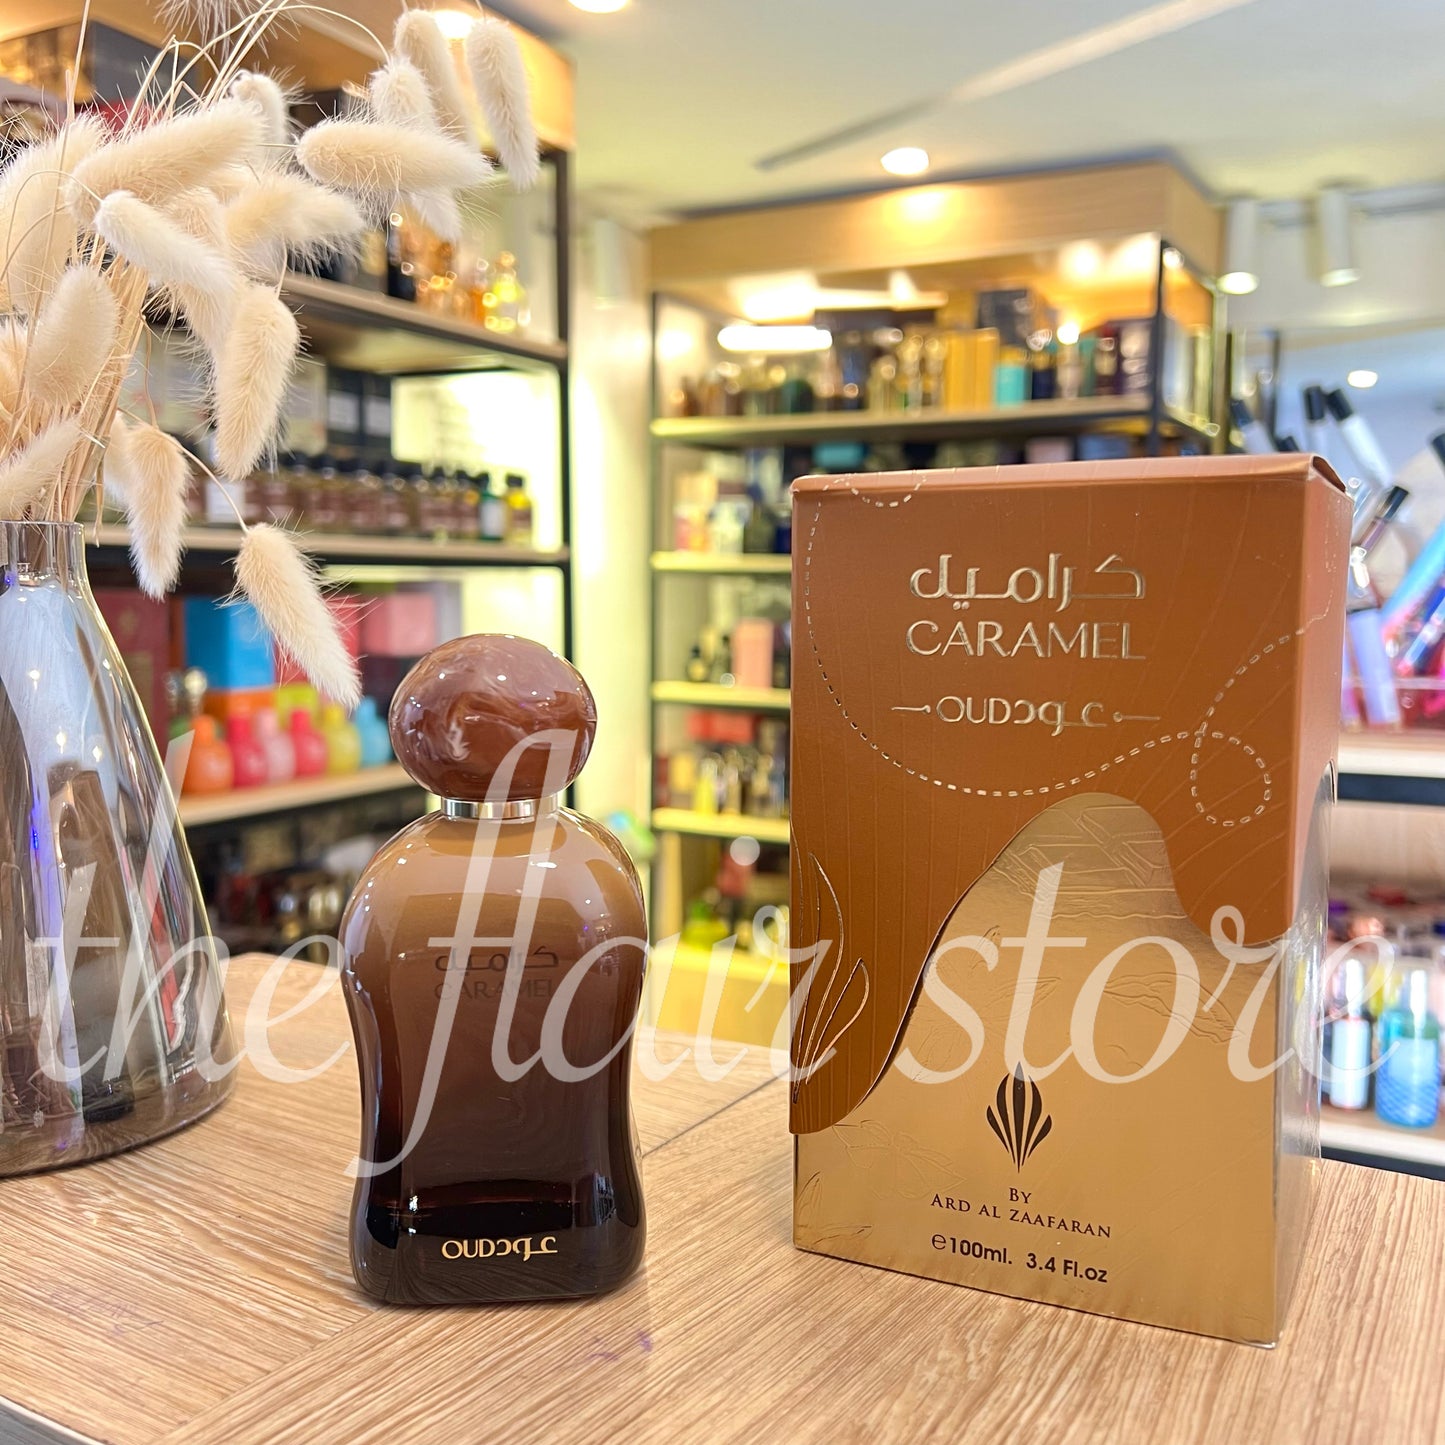 كراميل
CARAMEL
OUD عود
the flair store
كراميل
CARAMEL
OUD عود
BY
ARD AL ZAAFARAN
℮100ml. 3.4 Fl.oz